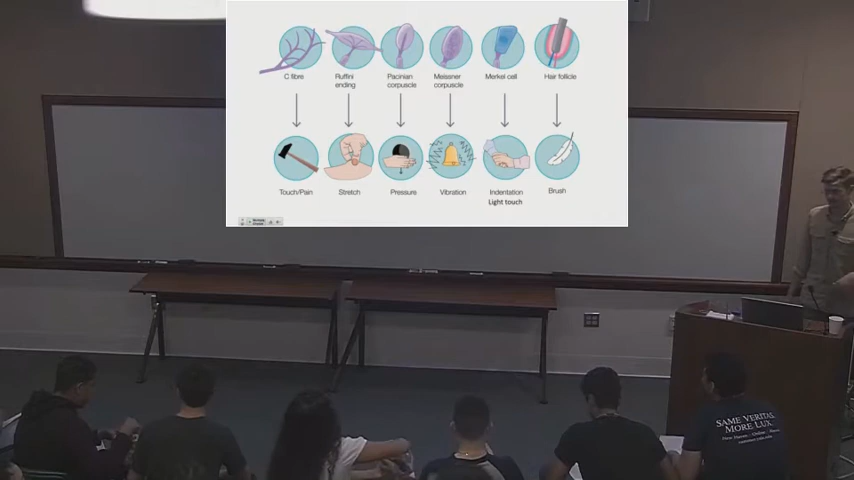 C fibre
Ruffini
ending
Pacinian
corpuscle
Meissner
corpuscle
Merkel cell
Hair follicle
Touch/Pain
Stretch
Pressure
Vibration
Indentation
Light touch
Brush
SAME VERITAS.
MORE LUX.